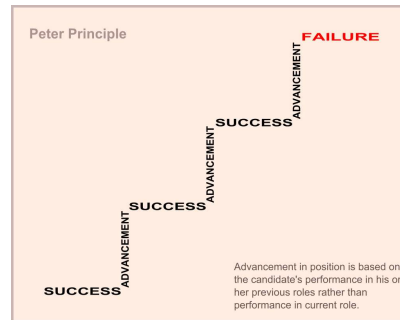 Peter Principle
FAILURE
ADVANCEMENT
SUCCESS
ADVANCEMENT
SUCCESS
ADVANCEMENT
SUCCESS
Advancement in position is based on
the candidate's performance in his or
her previous roles rather than
performance in current role.